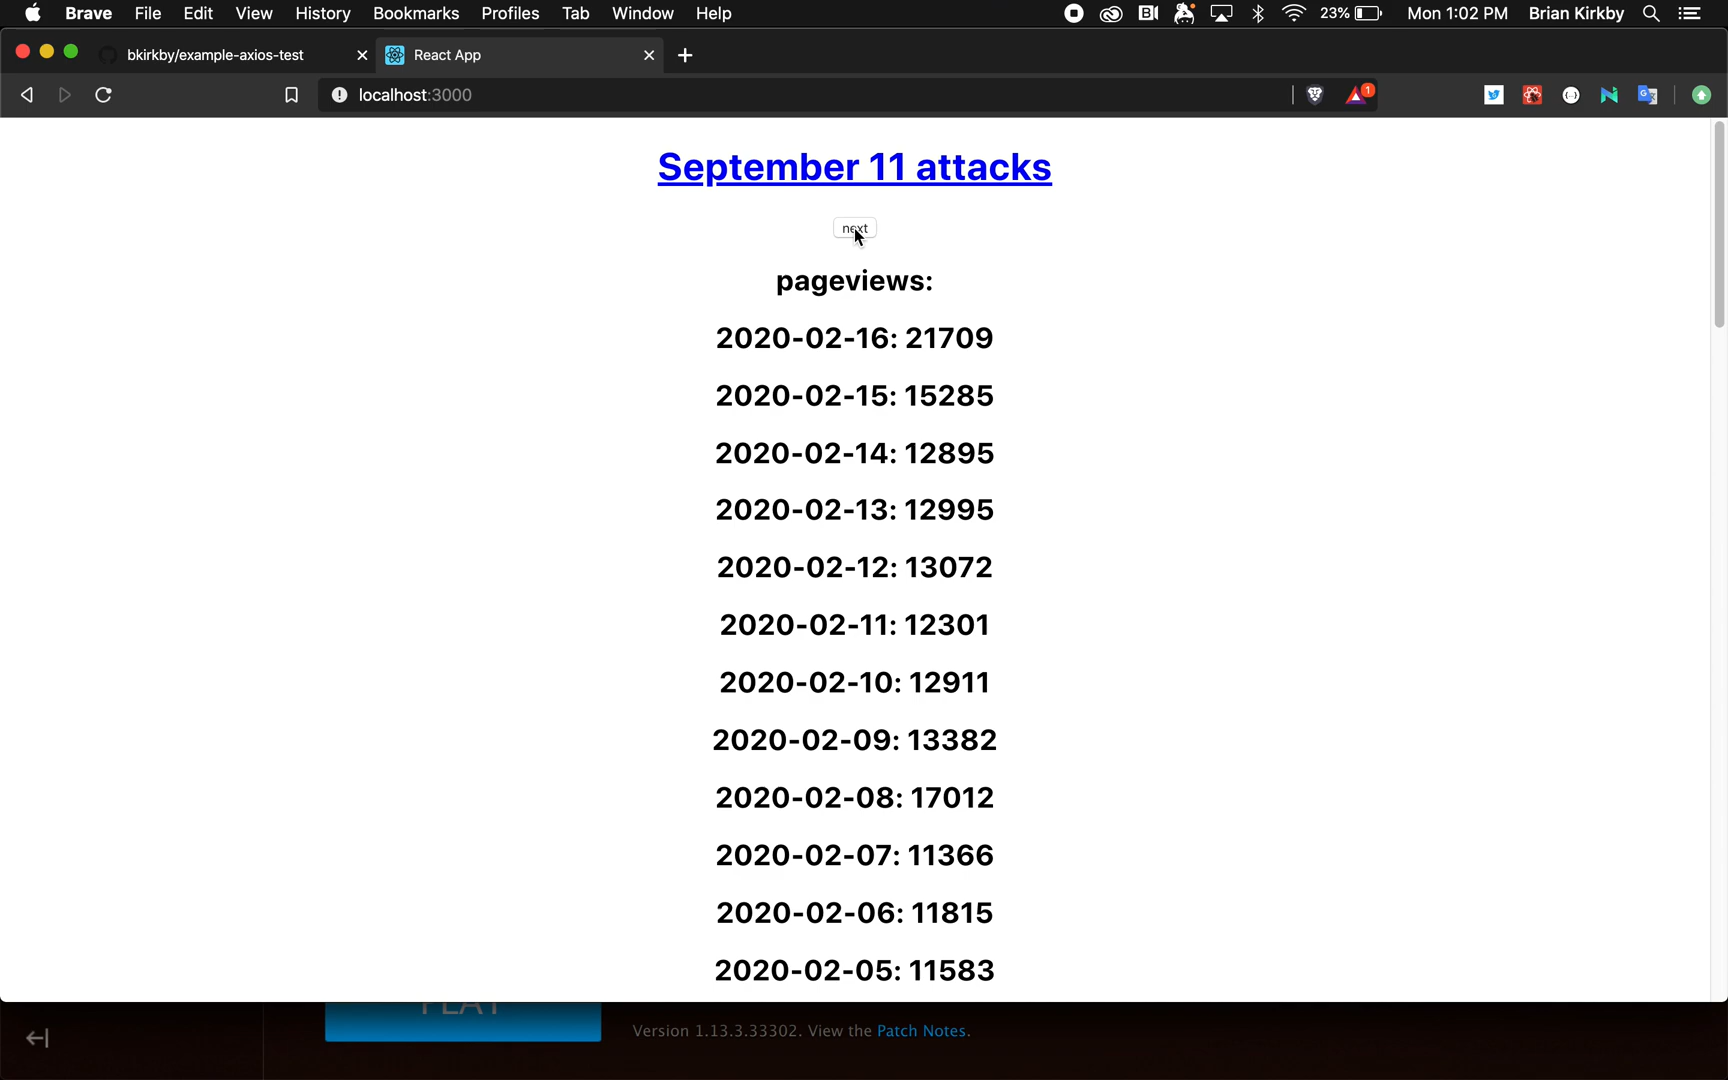 Brave File Edit View History Bookmarks Profiles Tab Window Help 23% Mon 1:02 PM Brian Kirkby
bkirkby/example-axios-test React App
localhost:3000 1
September 11 attacks
next
pageviews:
2020-02-16: 21709
2020-02-15: 15285
2020-02-14: 12895
2020-02-13: 12995
2020-02-12: 13072
2020-02-11: 12301
2020-02-10: 12911
2020-02-09: 13382
2020-02-08: 17012
2020-02-07: 11366
2020-02-06: 11815
2020-02-05: 11583
PLAY
Version 1.13.3.33302. View the Patch Notes.